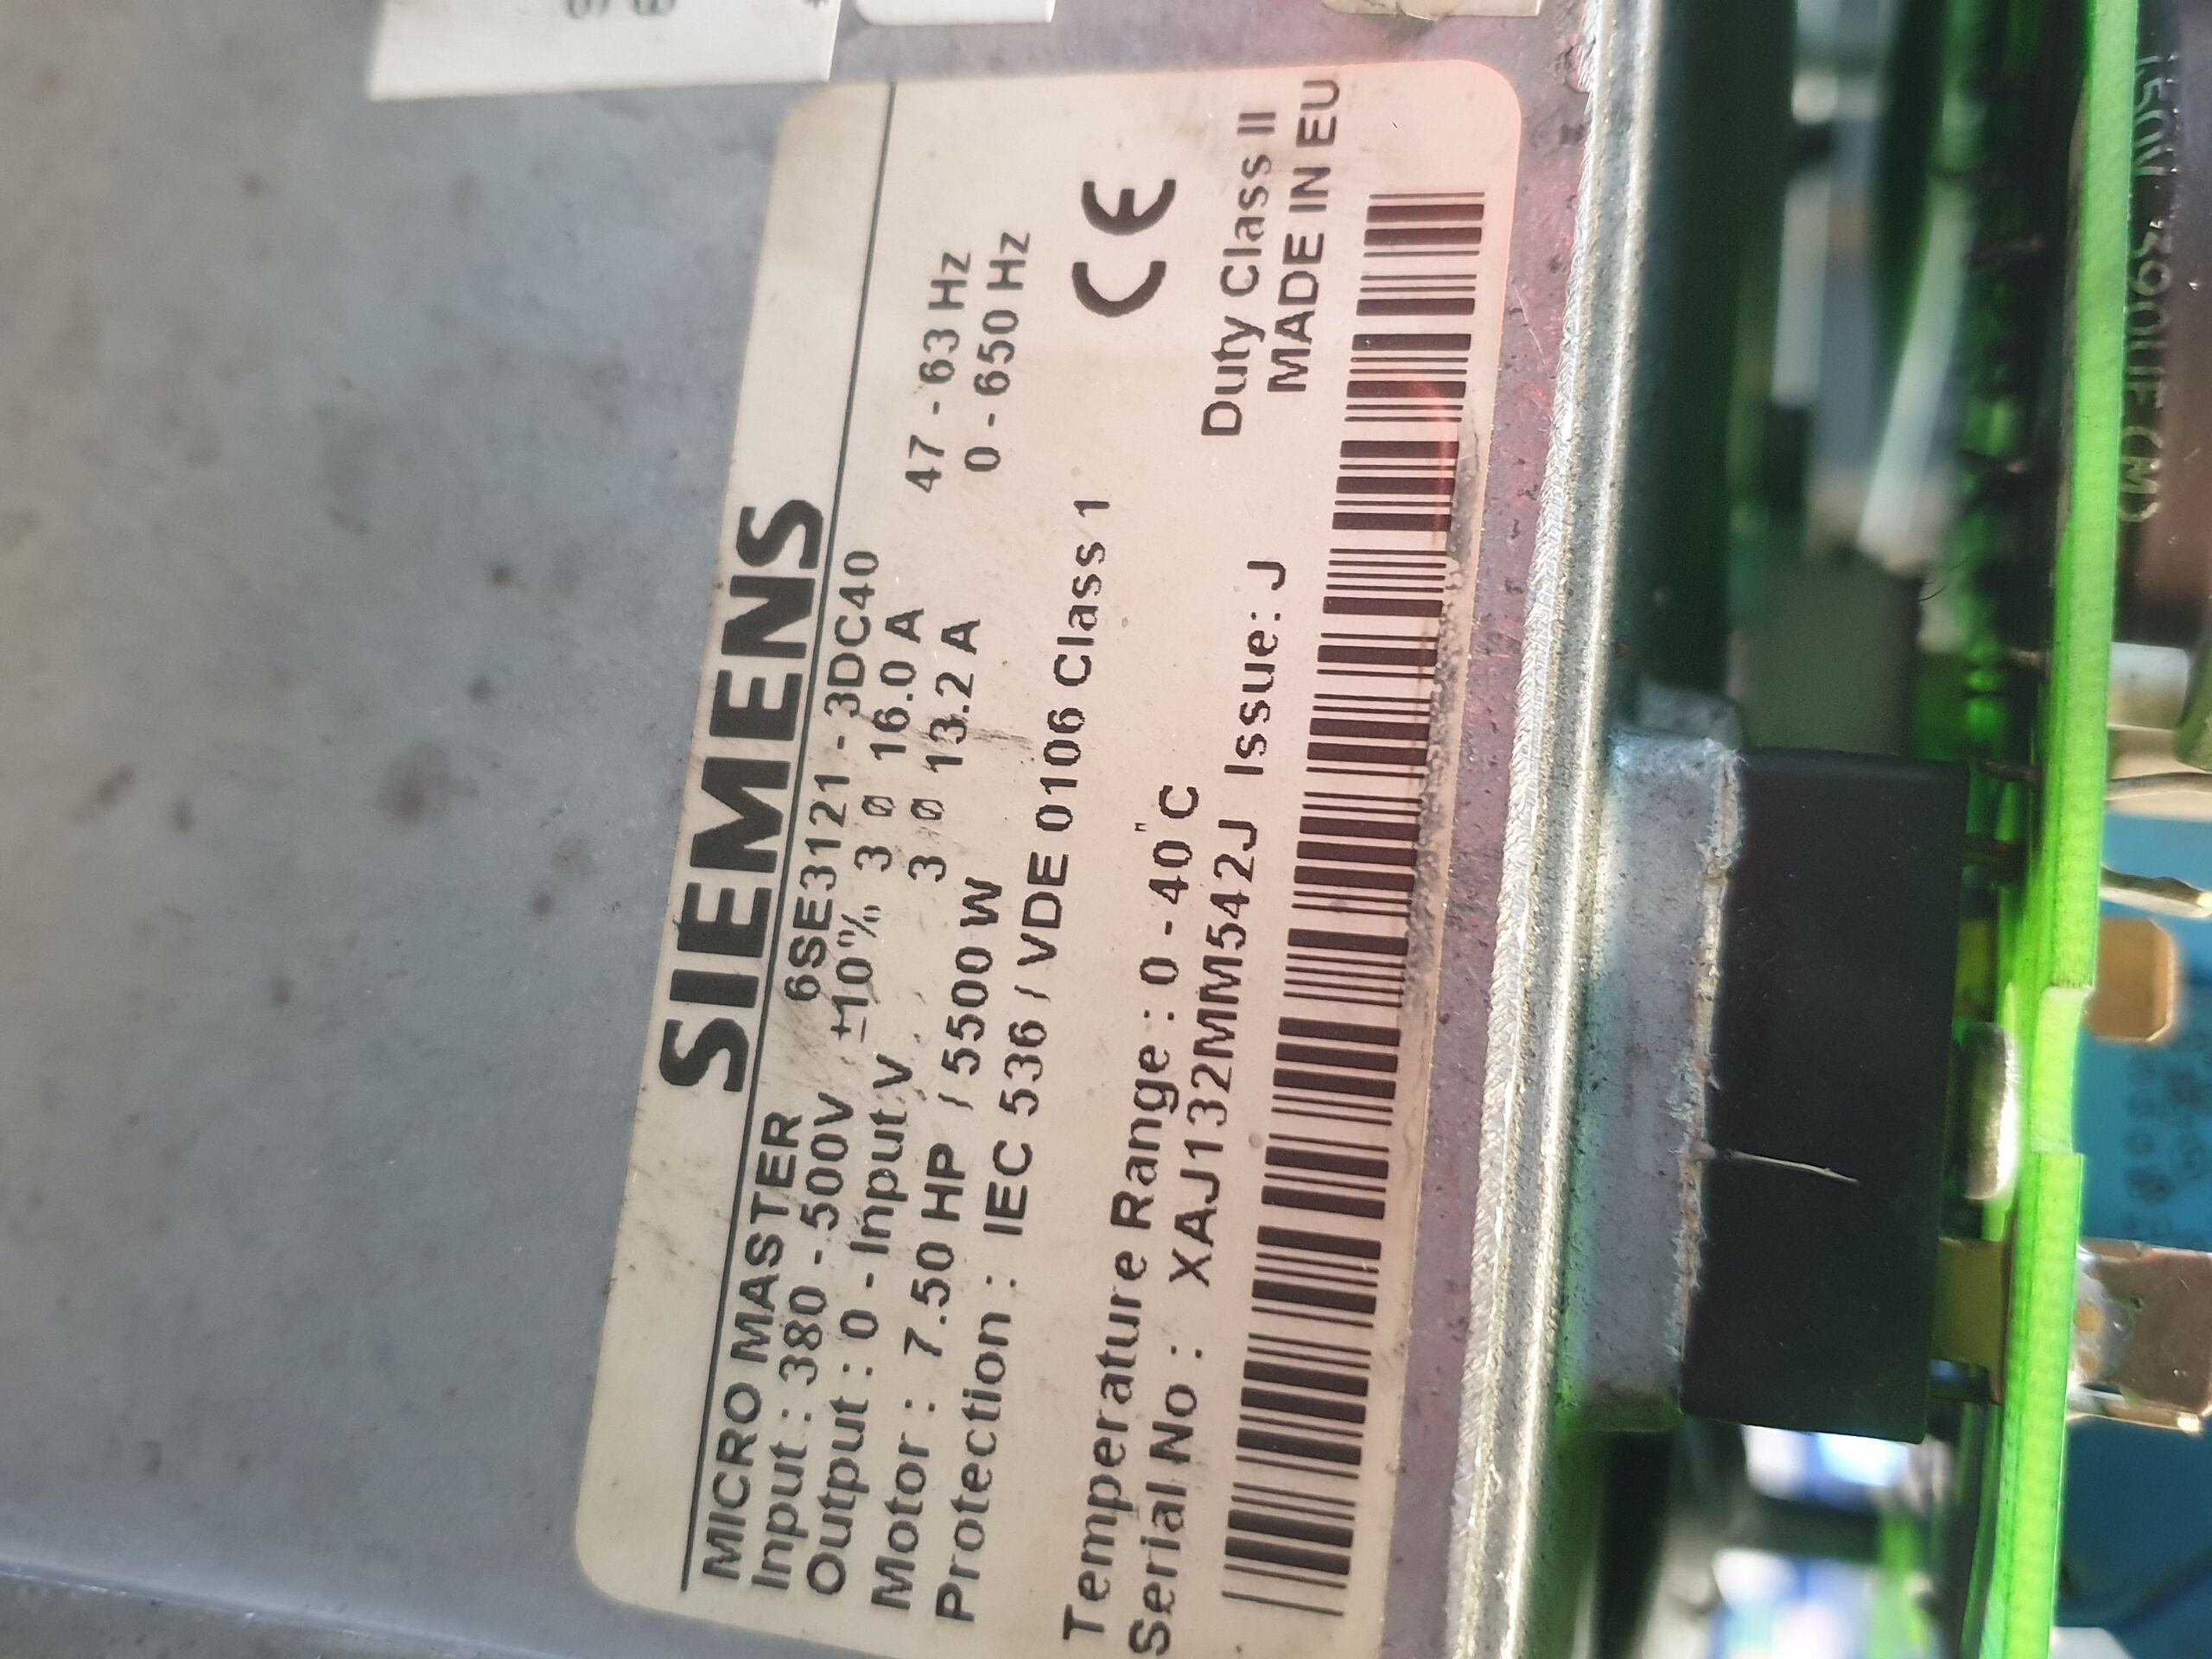 SIEMENS
MICRO MASTER 6SE3121 - 3DC40
Input : 380 - 500V ±10% 3 ø 16.0 A 47 - 63 Hz
Output : 0 - Input V 3 ø 13.2 A 0 - 650 Hz
Motor : 7.50 HP / 5500 W
Protection : IEC 536 / VDE 0106 Class 1
CE
Temperature Range : 0 - 40°C
Duty Class II
Serial No : XAJ132MM542J Issue: J
MADE IN EU
390UF (M)